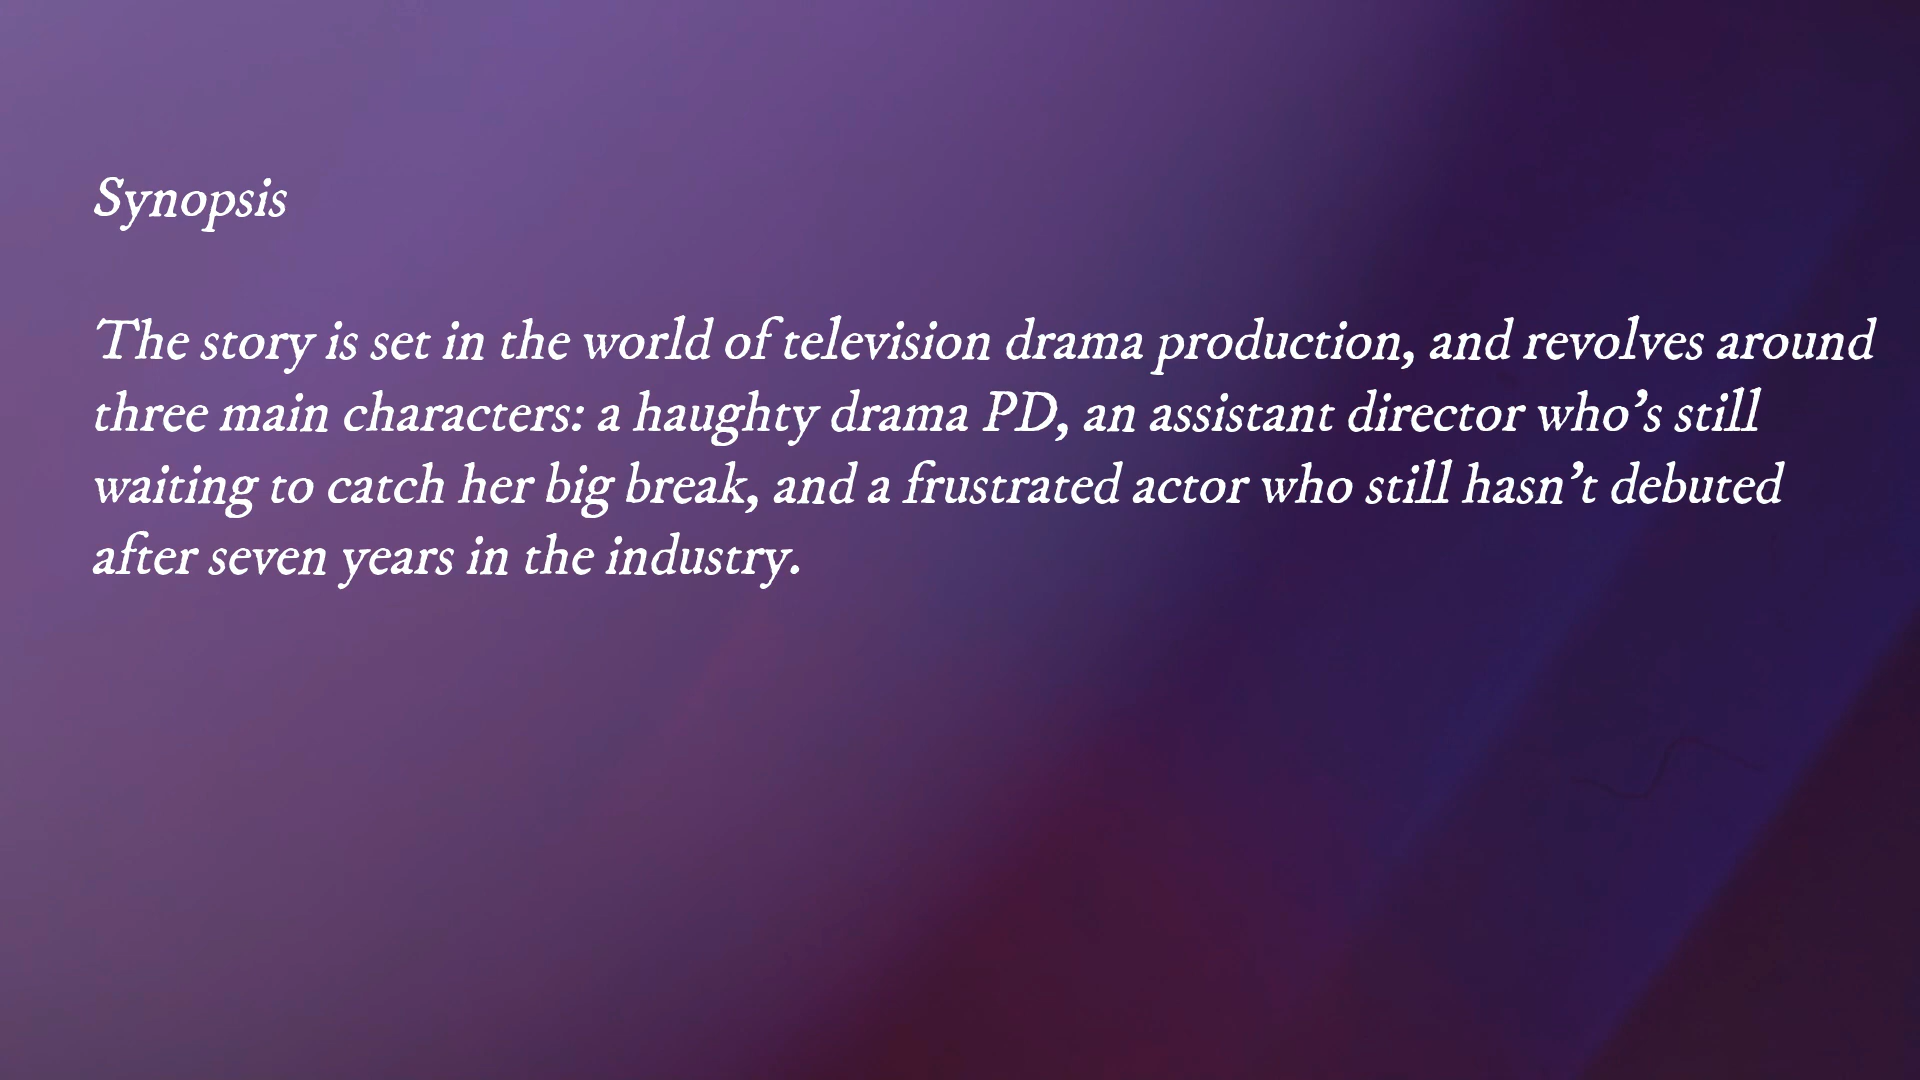 Synopsis
The story is set in the world of television drama production, and revolves around
three main characters: a haughty drama PD, an assistant director who’s still
waiting to catch her big break, and a frustrated actor who still hasn’t debuted
after seven years in the industry.